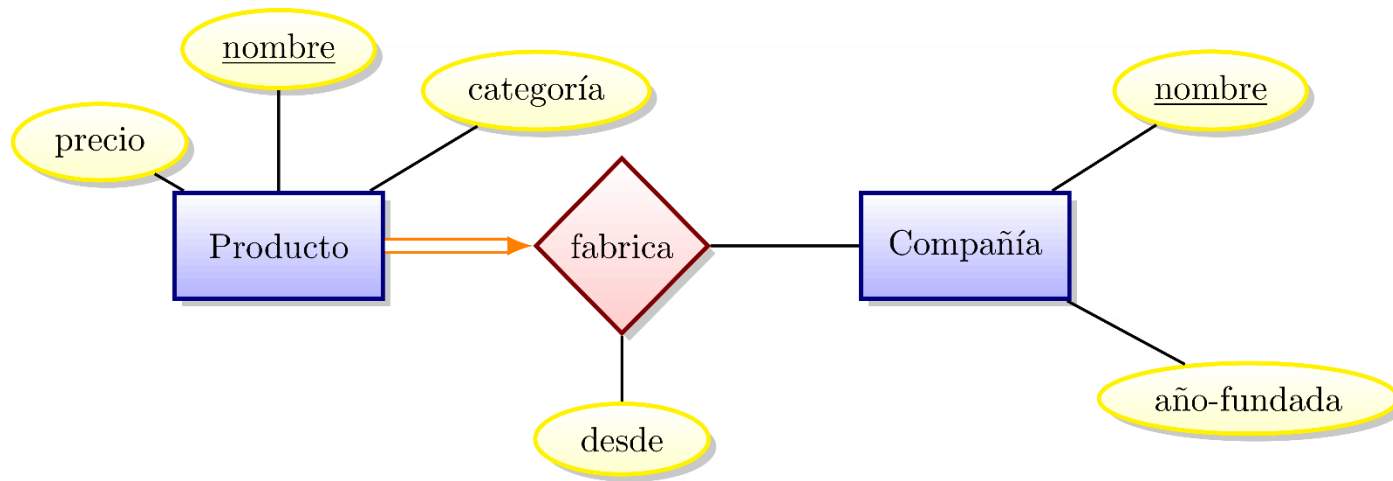 nombre
categoría
nombre
precio
Producto
fabrica
Compañía
año-fundada
desde